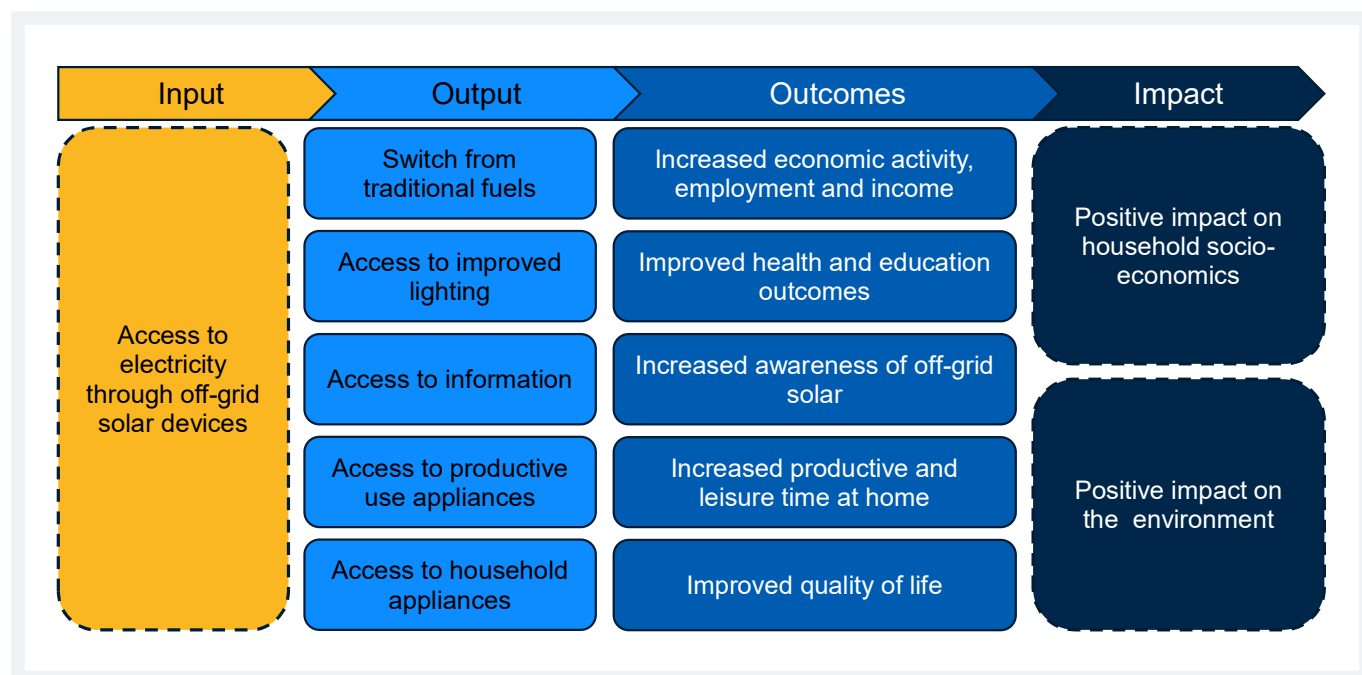 Input
Output
Outcomes
Impact
Access to
electricity
through off-grid
solar devices
Switch from
traditional fuels
Access to improved
lighting
Access to information
Access to productive
use appliances
Access to household
appliances
Increased economic activity,
employment and income
Improved health and education
outcomes
Increased awareness of off-grid
solar
Increased productive and
leisure time at home
Improved quality of life
Positive impact on
household socio-
economics
Positive impact on
the  environment